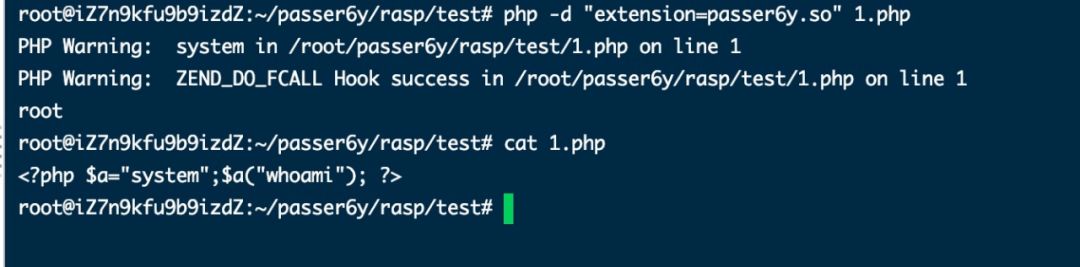 root@iZ7n9kfu9b9izdZ:~/passer6y/rasp/test# php -d "extension=passer6y.so" 1.php
PHP Warning:  system in /root/passer6y/rasp/test/1.php on line 1
PHP Warning:  ZEND_DO_FCALL Hook success in /root/passer6y/rasp/test/1.php on line 1
root
root@iZ7n9kfu9b9izdZ:~/passer6y/rasp/test# cat 1.php
<?php $a="system";$a("whoami"); ?>
root@iZ7n9kfu9b9izdZ:~/passer6y/rasp/test#